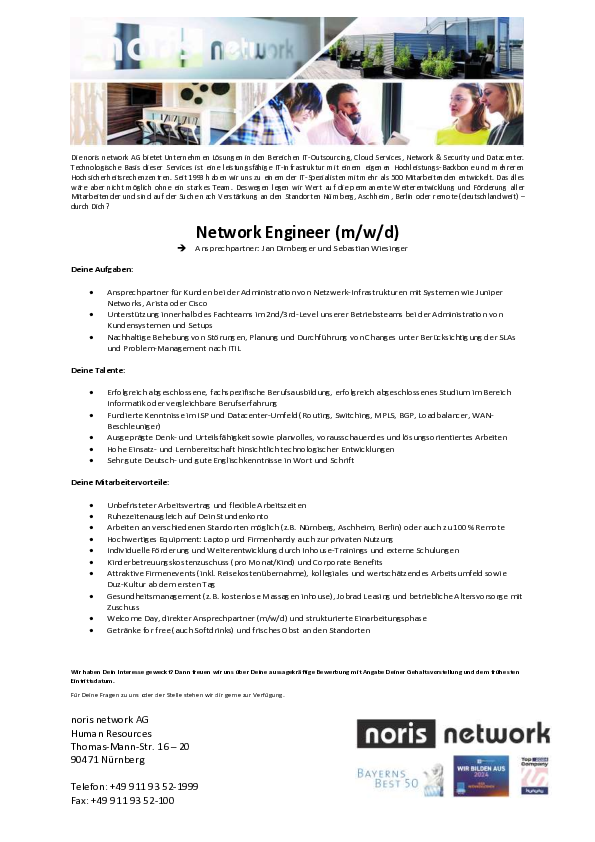 noris network
Die noris network AG bietet Unternehmen Lösungen in den Bereichen IT-Outsourcing, Cloud Services, Network & Security und Datacenter.
Technologische Basis dieser Services ist eine leistungsfähige IT-Infrastruktur mit einem eigenen Hochleistungs-Backbone und mehreren
Hochsicherheitsrechenzentren. Seit 1993 haben wir uns zu einem der IT-Spezialisten mit mehr als 500 Mitarbeitenden entwickelt. Das alles
wäre aber nicht möglich ohne ein starkes Team. Deswegen legen wir Wert auf die permanente Weiterentwicklung und Förderung aller
Mitarbeitender und sind auf der Suche nach Verstärkung an den Standorten Nürnberg, Aschheim, Berlin oder remote (deutschlandweit) –
durch Dich?
Network Engineer (m/w/d)
➔ Ansprechpartner: Jan Dirnberger und Sebastian Wiesinger
Deine Aufgaben:
• Ansprechpartner für Kunden bei der Administration von Netzwerk-Infrastrukturen mit Systemen wie Juniper
Networks, Arista oder Cisco
• Unterstützung innerhalb des Fachteams im 2nd/3rd-Level unserer Betriebsteams bei der Administration von
Kundensystemen und Setups
• Nachhaltige Behebung von Störungen, Planung und Durchführung von Changes unter Berücksichtigung der SLAs
und Problem-Management nach ITIL
Deine Talente:
• Erfolgreich abgeschlossene, fachspezifische Berufsausbildung, erfolgreich abgeschlossenes Studium im Bereich
Informatik oder vergleichbare Berufserfahrung
• Fundierte Kenntnisse im ISP und Datacenter-Umfeld (Routing, Switching, MPLS, BGP, Loadbalancer, WAN-
Beschleuniger)
• Ausgeprägte Denk- und Urteilsfähigkeit sowie planvolles, vorausschauendes und lösungsorientiertes Arbeiten
• Hohe Einsatz- und Lernbereitschaft hinsichtlich technologischer Entwicklungen
• Sehr gute Deutsch- und gute Englischkenntnisse in Wort und Schrift
Deine Mitarbeitervorteile:
• Unbefristeter Arbeitsvertrag und flexible Arbeitszeiten
• Ruhezeitenausgleich auf Dein Stundenkonto
• Arbeiten an verschiedenen Standorten möglich (z.B. Nürnberg, Aschheim, Berlin) oder auch zu 100 % Remote
• Hochwertiges Equipment: Laptop und Firmenhandy auch zur privaten Nutzung
• Individuelle Förderung und Weiterentwicklung durch Inhouse-Trainings und externe Schulungen
• Kinderbetreuungskostenzuschuss (pro Monat/Kind) und Corporate Benefits
• Attraktive Firmenevents (inkl. Reisekostenübernahme), kollegiales und wertschätzendes Arbeitsumfeld sowie
Duz-Kultur ab dem ersten Tag
• Gesundheitsmanagement (z.B. kostenlose Massagen inhouse), Jobrad Leasing und betriebliche Altersvorsorge mit
Zuschuss
• Welcome Day, direkter Ansprechpartner (m/w/d) und strukturierte Einarbeitungsphase
• Getränke for free (auch Softdrinks) und frisches Obst an den Standorten
Wir haben Dein Interesse geweckt? Dann freuen wir uns über Deine aussagekräftige Bewerbung mit Angabe Deiner Gehaltsvorstellung und dem frühesten
Eintrittsdatum.
Für Deine Fragen zu uns oder der Stelle stehen wir dir gerne zur Verfügung.
noris network AG
Human Resources
Thomas-Mann-Str. 16 – 20
90471 Nürnberg
Telefon: +49 911 93 52-1999
Fax: +49 911 93 52-100
noris network
BAYERNS
BEST 50
WIR BILDEN AUS
2024
Top
Company
kununu